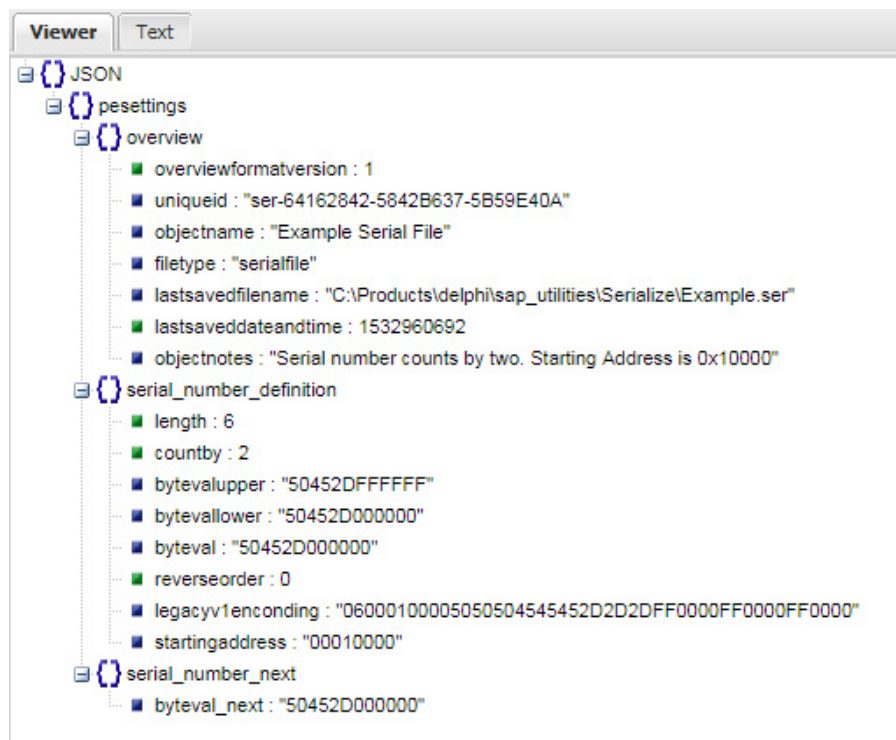 Viewer Text
JSON
pesettings
overview
overviewformatversion : 1
uniqueid : "ser-64162842-5842B637-5B59E40A"
objectname : "Example Serial File"
filetype : "serialfile"
lastsavedfilename : "C:\Products\delphi\sap_utilities\Serialize\Example.ser"
lastsaveddateandtime : 1532960692
objectnotes : "Serial number counts by two. Starting Address is 0x10000"
serial_number_definition
length : 6
countby : 2
bytevalupper : "50452DFFFFFF"
bytevallower : "50452D000000"
byteval : "50452D000000"
reverseorder : 0
legacyv1enconding : "06000100005050504545452D2D2DFF0000FF0000FF0000"
startingaddress : "00010000"
serial_number_next
byteval_next : "50452D000000"